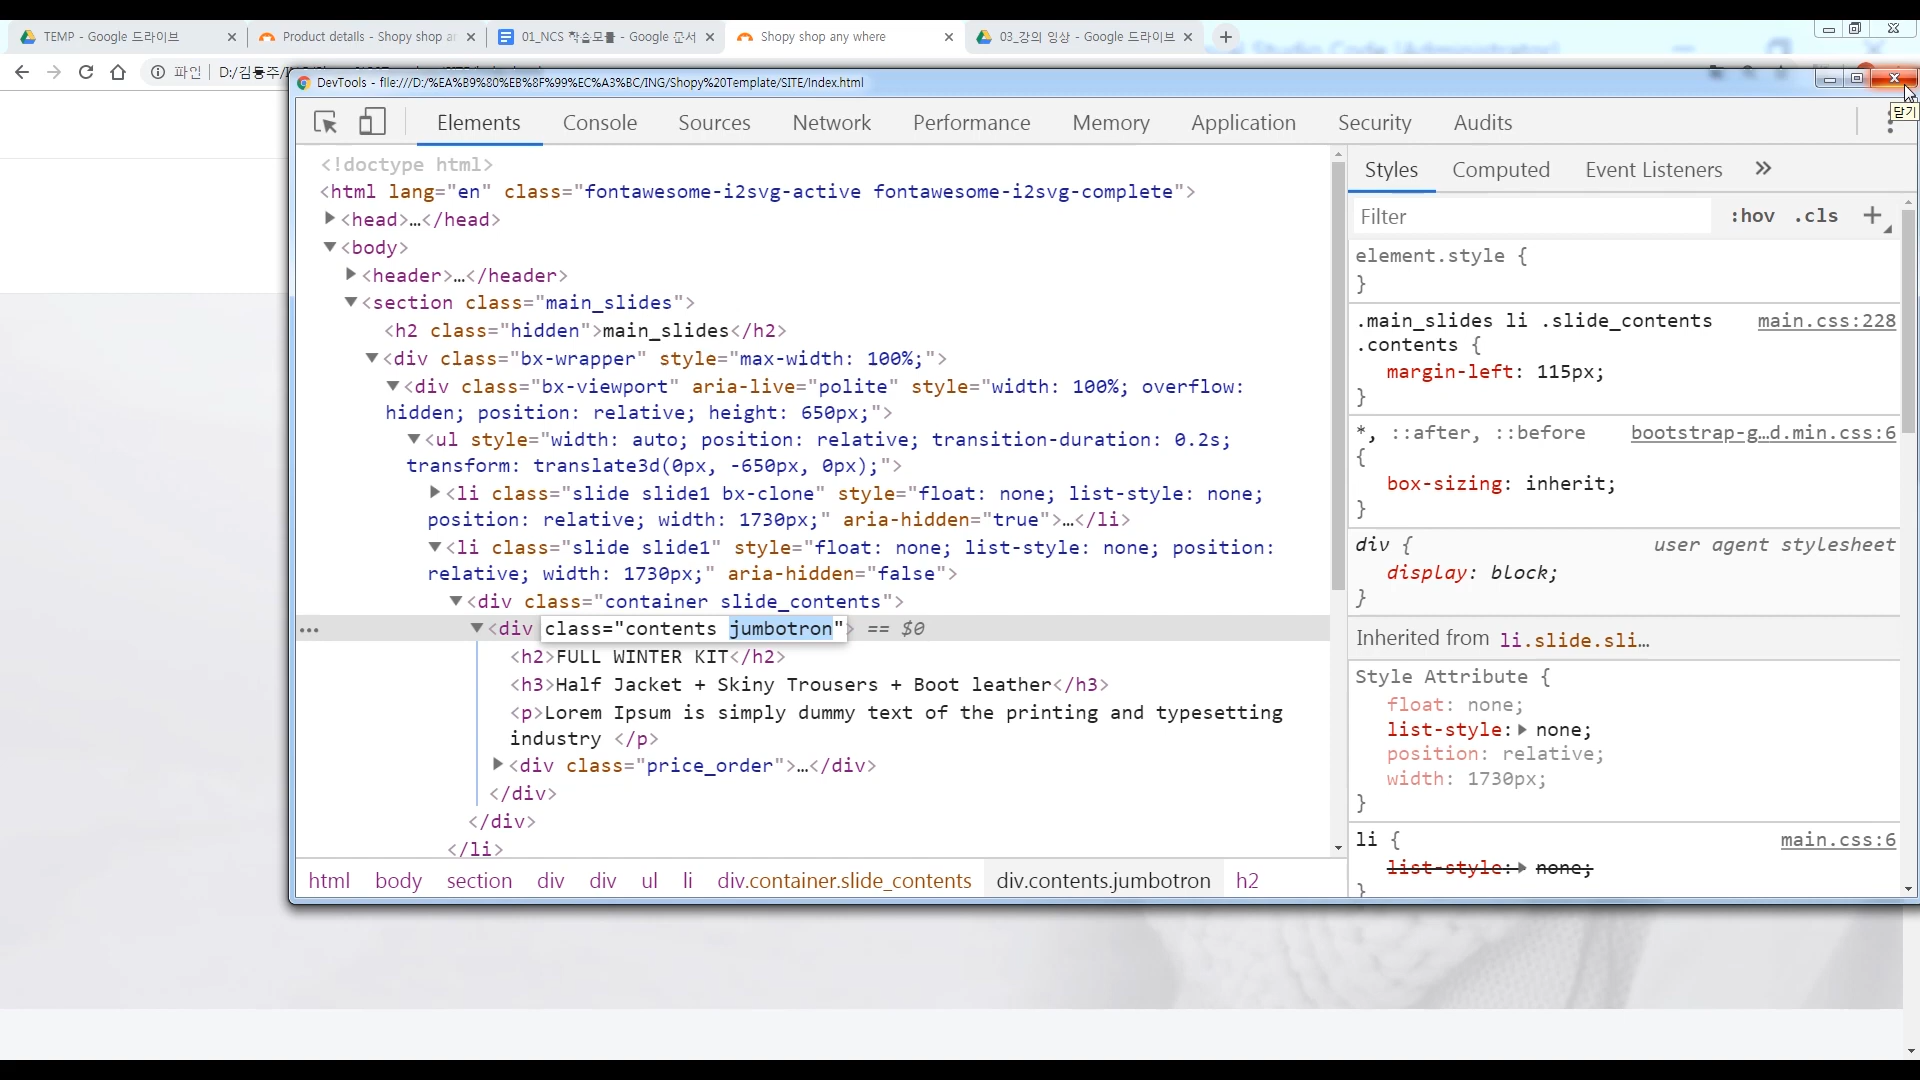 TEMP - Google 드라이브
Product details - Shopy shop an
01_NCS 학습모듈 - Google 문서
Shopy shop any where
03_강의 임상 - Google 드라이브
파일
D:/김동주/
DevTools - file:///D:/%EA%B9%80%EB%8F%99%EC%A3%BC/ING/Shopy%20Template/SITE/Index.html
닫기
Elements Console Sources Network Performance Memory Application Security Audits
<!doctype html>
<html lang="en" class="fontawesome-i2svg-active fontawesome-i2svg-complete">
<head>…</head>
<body>
<header>…</header>
<section class="main_slides">
<h2 class="hidden">main_slides</h2>
<div class="bx-wrapper" style="max-width: 100%;">
<div class="bx-viewport" aria-live="polite" style="width: 100%; overflow:
hidden; position: relative; height: 650px;">
<ul style="width: auto; position: relative; transition-duration: 0.2s;
transform: translate3d(0px, -650px, 0px);">
<li class="slide slide1 bx-clone" style="float: none; list-style: none;
position: relative; width: 1730px;" aria-hidden="true">…</li>
<li class="slide slide1" style="float: none; list-style: none; position:
relative; width: 1730px;" aria-hidden="false">
<div class="container slide_contents">
… <div class="contents jumbotron"> == $0
<h2>FULL WINTER KIT</h2>
<h3>Half Jacket + Skiny Trousers + Boot leather</h3>
<p>Lorem Ipsum is simply dummy text of the printing and typesetting
industry </p>
<div class="price_order">…</div>
</div>
</div>
</li>
html body section div div ul li div.container.slide_contents div.contents.jumbotron h2
Styles Computed Event Listeners »
Filter :hov .cls +
element.style {
}
.main_slides li .slide_contents main.css:228
.contents {
margin-left: 115px;
}
*, ::after, ::before bootstrap-g…d.min.css:6
{
box-sizing: inherit;
}
div { user agent stylesheet
display: block;
}
Inherited from li.slide.sli…
Style Attribute {
float: none;
list-style: none;
position: relative;
width: 1730px;
}
li { main.css:6
list-style: none;
}